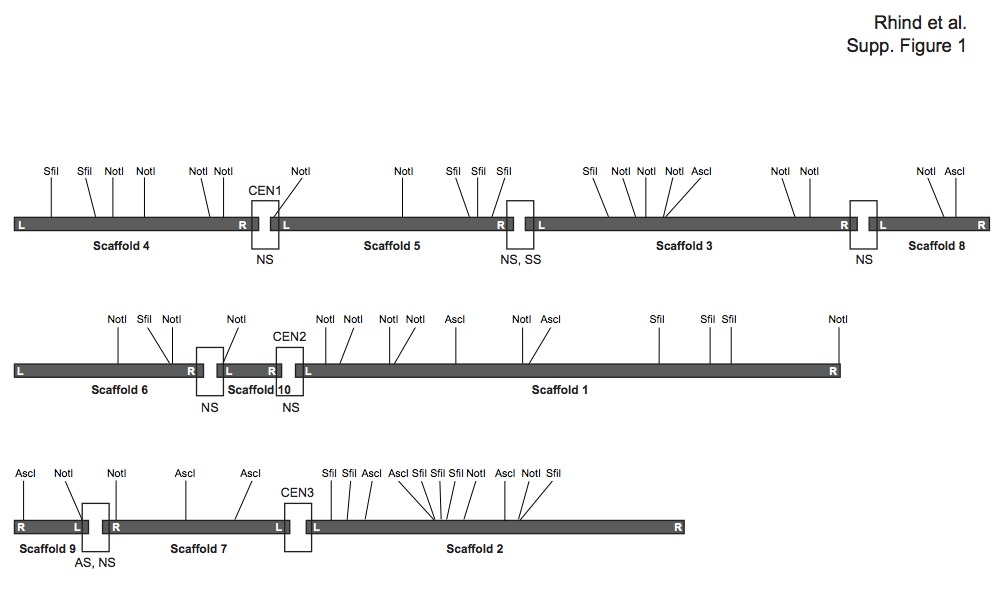 Rhind et al.
Supp. Figure 1
SfiI SfiI NotI NotI NotI NotI NotI NotI SfiI SfiI SfiI SfiI NotI NotI NotI AscI NotI NotI NotI AscI
CEN1
L R L R L R L R
Scaffold 4 Scaffold 5 Scaffold 3 Scaffold 8
NS NS, SS NS
NotI SfiI NotI NotI NotI NotI NotI NotI AscI NotI AscI SfiI SfiI SfiI NotI
CEN2
L R L R L R
Scaffold 6 Scaffold 10 Scaffold 1
NS NS
AscI NotI NotI AscI AscI SfiI SfiI AscI AscI SfiI SfiI SfiI NotI AscI NotI SfiI
CEN3
R L R L L R
Scaffold 9 Scaffold 7 Scaffold 2
AS, NS